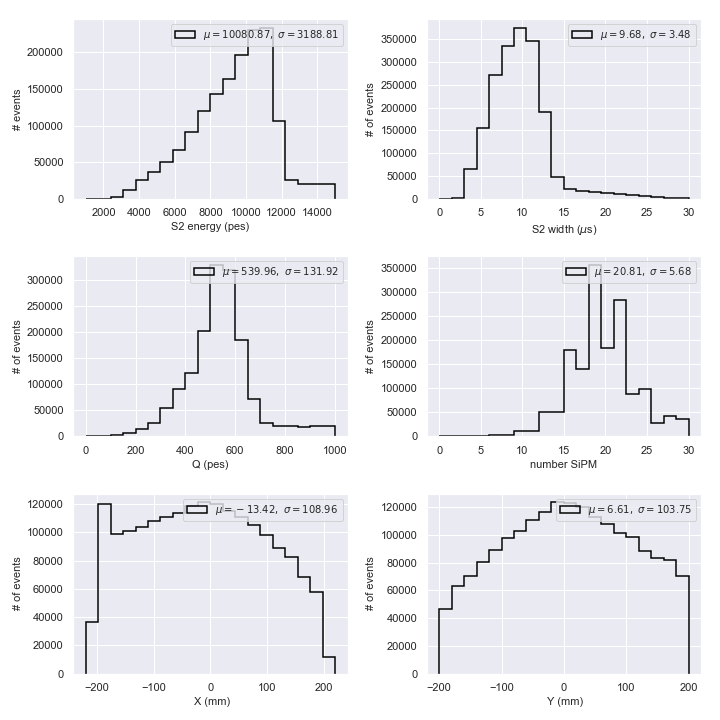 μ = 10080.87, σ = 3188.81
# events
200000
150000
100000
50000
0
2000 4000 6000 8000 10000 12000 14000
S2 energy (pes)
μ = 9.68, σ = 3.48
# of events
350000
300000
250000
200000
150000
100000
50000
0
0 5 10 15 20 25 30
S2 width (μs)
μ = 539.96, σ = 131.92
# of events
300000
250000
200000
150000
100000
50000
0
0 200 400 600 800 1000
Q (pes)
μ = 20.81, σ = 5.68
# of events
350000
300000
250000
200000
150000
100000
50000
0
0 5 10 15 20 25 30
number SiPM
μ = −13.42, σ = 108.96
# of events
120000
100000
80000
60000
40000
20000
0
−200 −100 0 100 200
X (mm)
μ = 6.61, σ = 103.75
# of events
120000
100000
80000
60000
40000
20000
0
−200 −100 0 100 200
Y (mm)